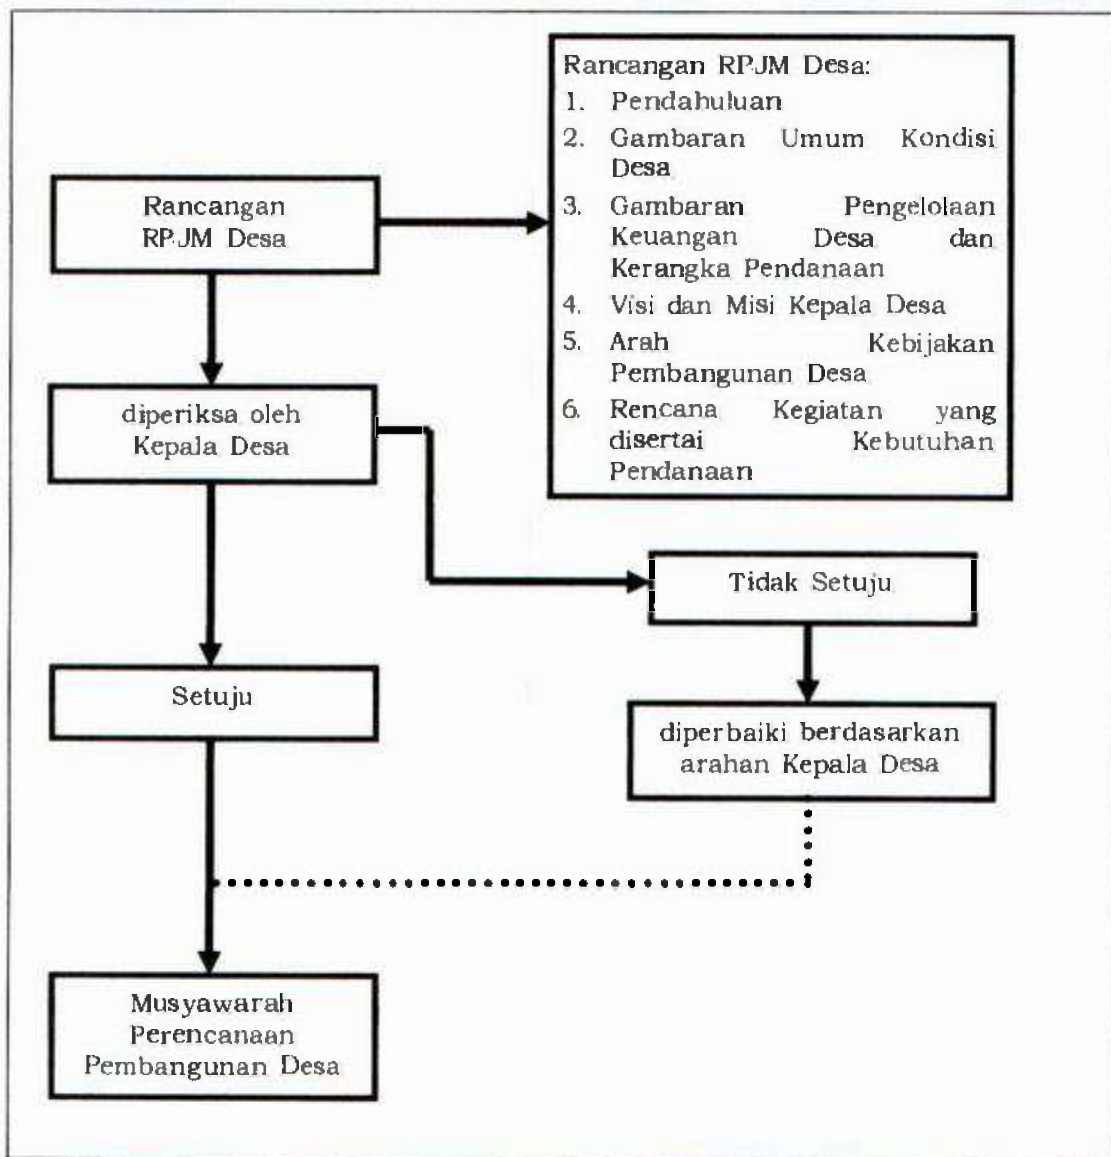 Rancangan
RPJM Desa
Rancangan RPJM Desa:
1. Pendahuluan
2. Gambaran Umum Kondisi
Desa
3. Gambaran Pengelolaan
Keuangan Desa dan
Kerangka Pendanaan
4. Visi dan Misi Kepala Desa
5. Arah Kebijakan
Pembangunan Desa
6. Rencana Kegiatan yang
disertai Kebutuhan
Pendanaan
diperiksa oleh
Kepala Desa
Tidak Setuju
Setuju
diperbaiki berdasarkan
arahan Kepala Desa
Musyawarah
Perencanaan
Pembangunan Desa